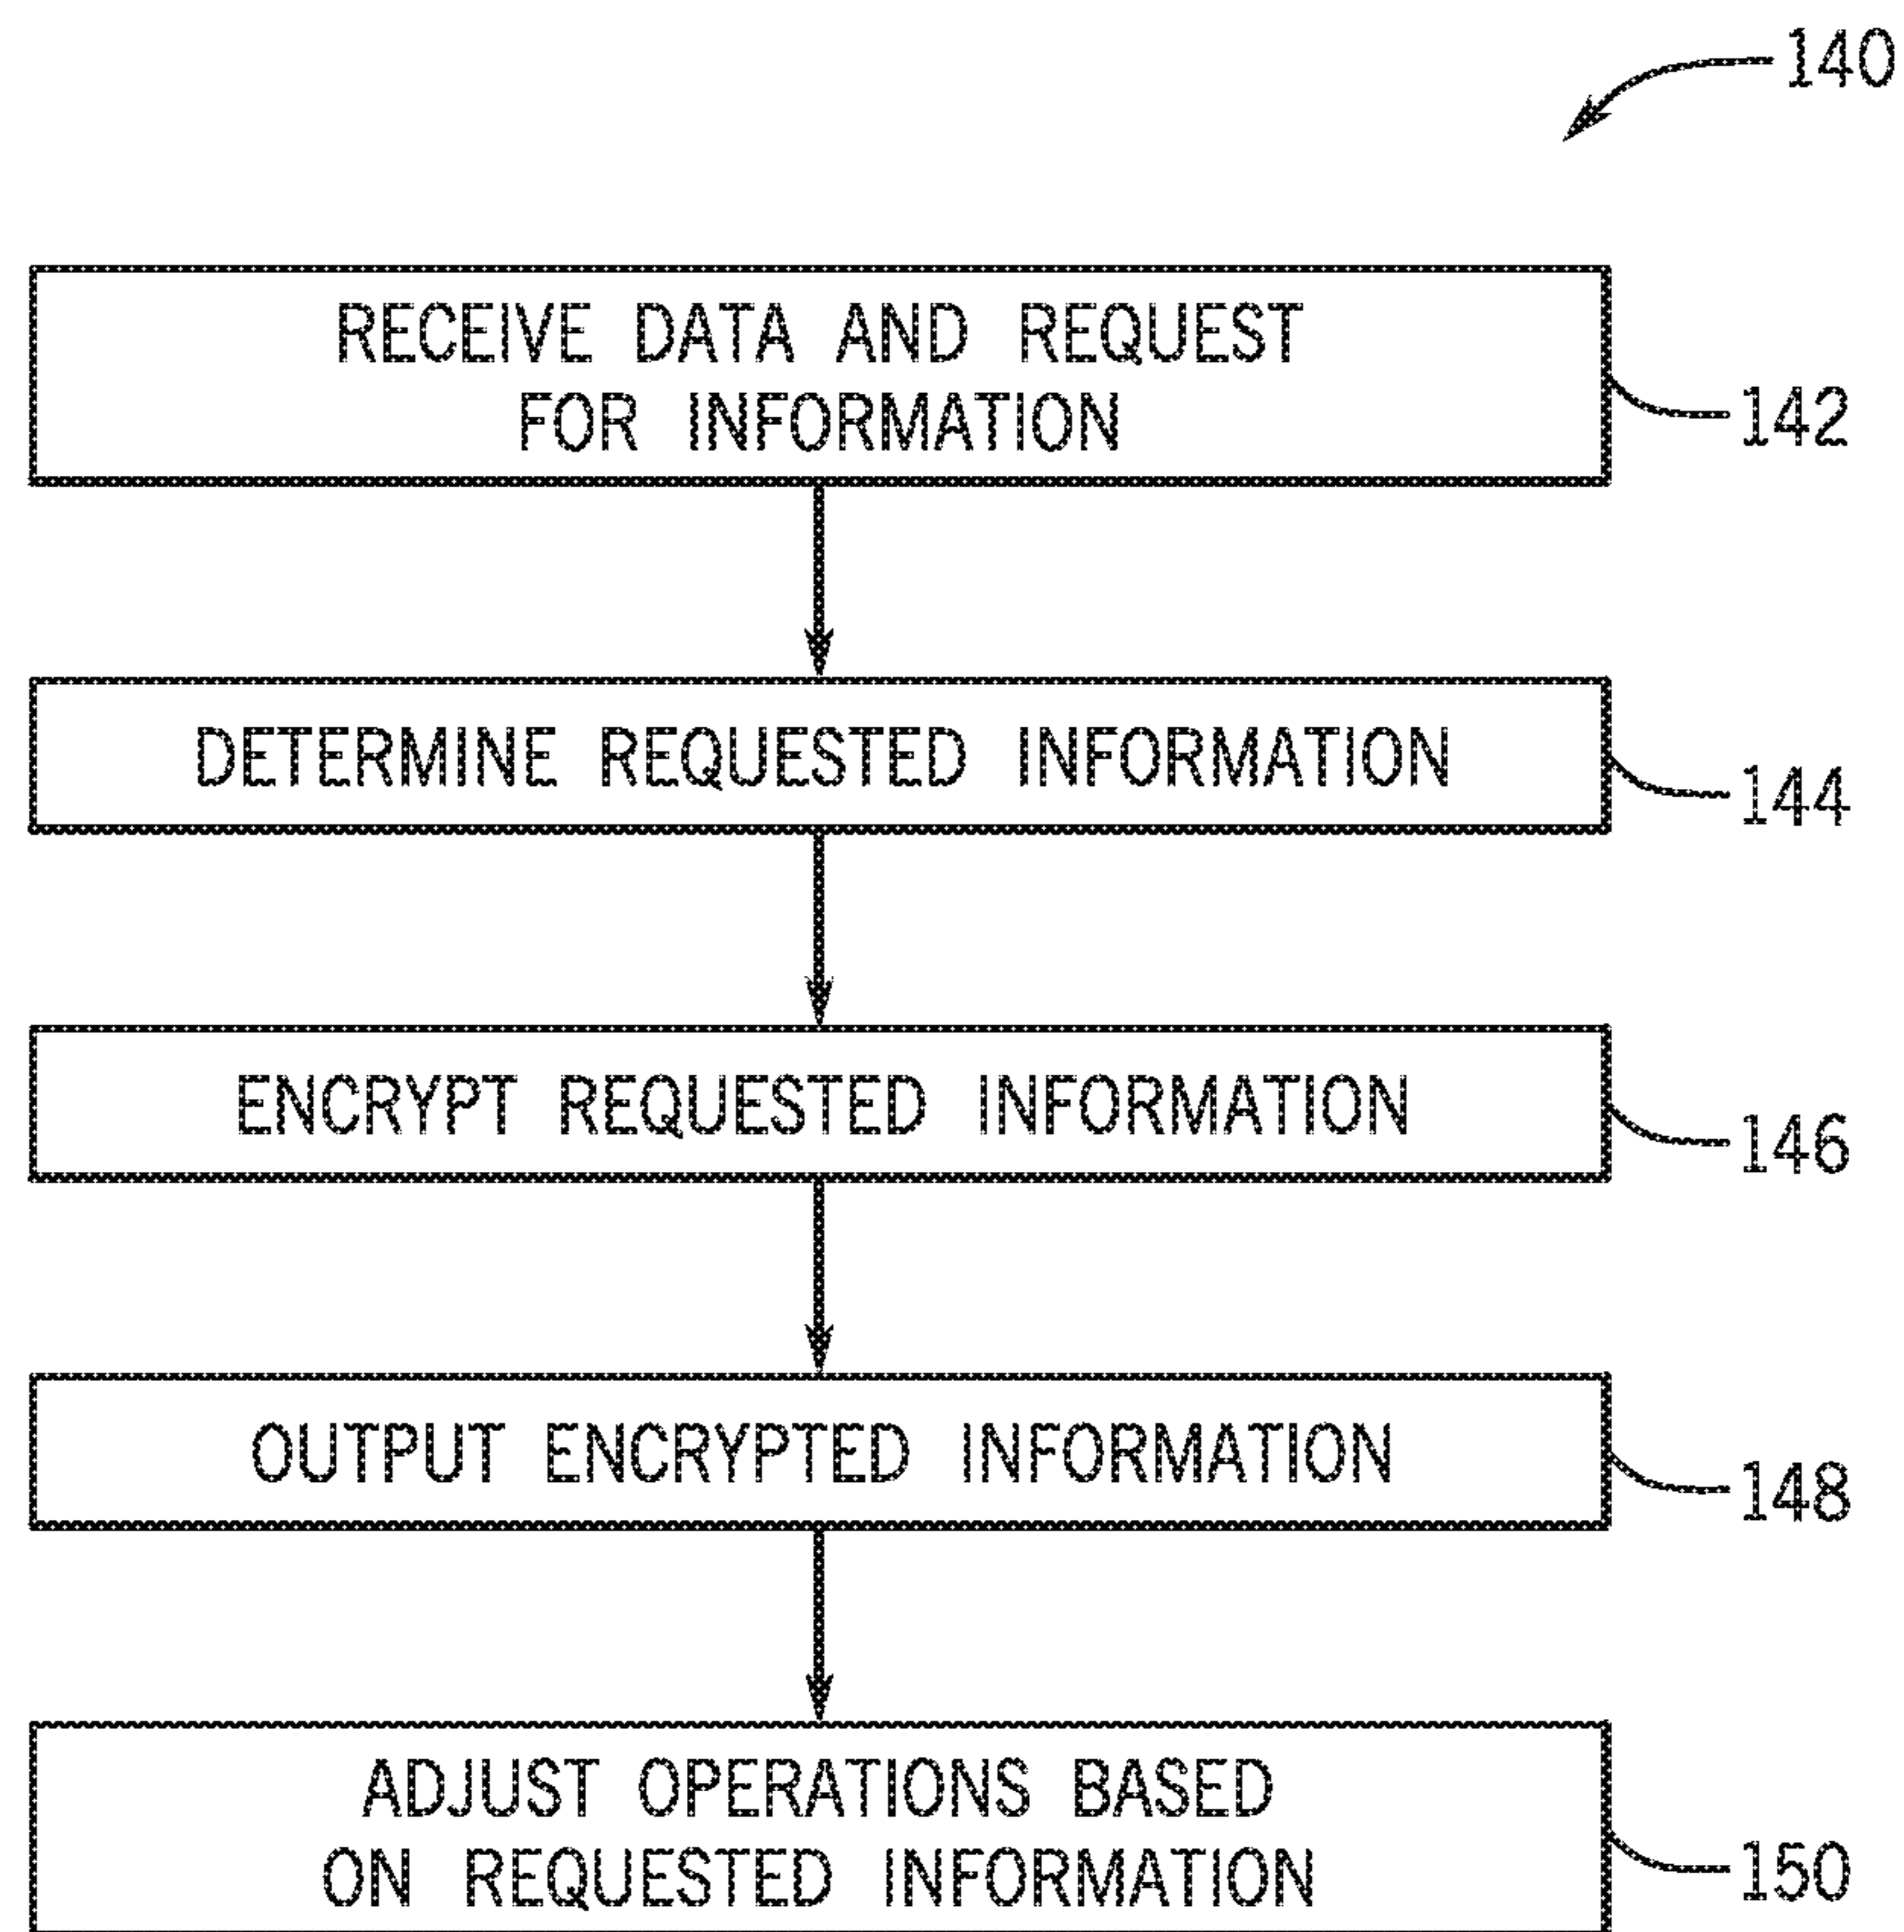 140
RECEIVE DATA AND REQUEST
FOR INFORMATION
142
DETERMINE REQUESTED INFORMATION
144
ENCRYPT REQUESTED INFORMATION
146
OUTPUT ENCRYPTED INFORMATION
148
ADJUST OPERATIONS BASED
ON REQUESTED INFORMATION
150